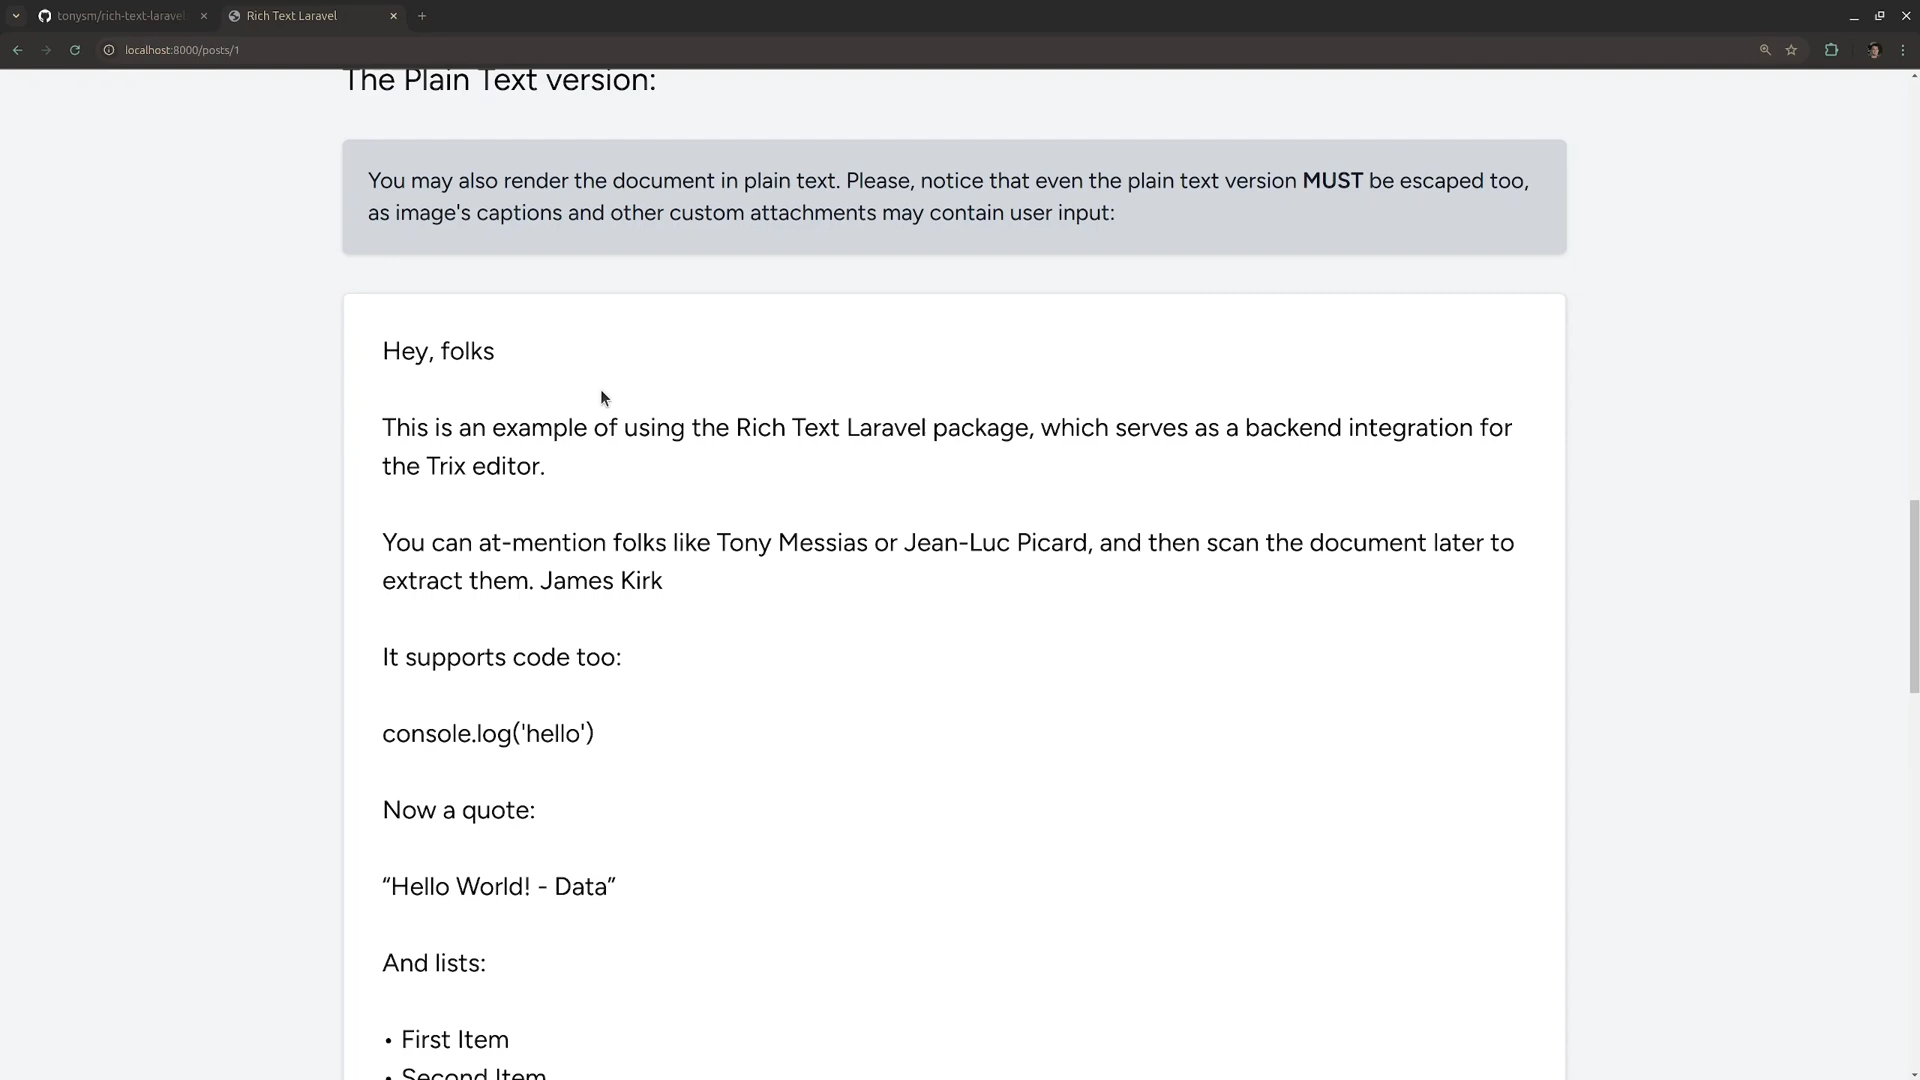 tonysm/rich-text-laravel
Rich Text Laravel
localhost:8000/posts/1
The Plain Text version:
You may also render the document in plain text. Please, notice that even the plain text version MUST be escaped too,
as image's captions and other custom attachments may contain user input:
Hey, folks
This is an example of using the Rich Text Laravel package, which serves as a backend integration for
the Trix editor.
You can at-mention folks like Tony Messias or Jean-Luc Picard, and then scan the document later to
extract them. James Kirk
It supports code too:
console.log('hello')
Now a quote:
“Hello World! - Data”
And lists:
• First Item
• Second Item